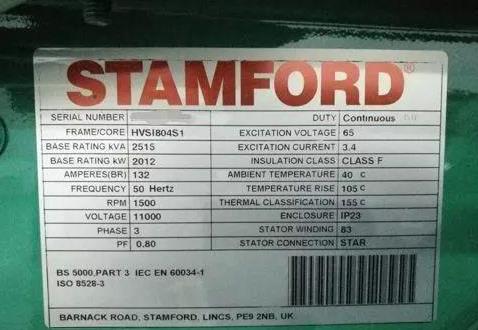 STAMFORD®
SERIAL NUMBER DUTY Continuous
FRAME/CORE HVSI804S1 EXCITATION VOLTAGE 65
BASE RATING kVA 2515 EXCITATION CURRENT 3.4
BASE RATING kW 2012 INSULATION CLASS CLASS F
AMPERES(BR) 132 AMBIENT TEMPERATURE 40 C
FREQUENCY 50 Hertz TEMPERATURE RISE 105 C
RPM 1500 THERMAL CLASSIFICATION 155 C
VOLTAGE 11000 ENCLOSURE IP23
PHASE 3 STATOR WINDING 83
PF 0.80 STATOR CONNECTION STAR
BS 5000,PART 3 IEC EN 60034-1
ISO 8528-3
BARNACK ROAD, STAMFORD, LINCS, PE9 2NB, UK